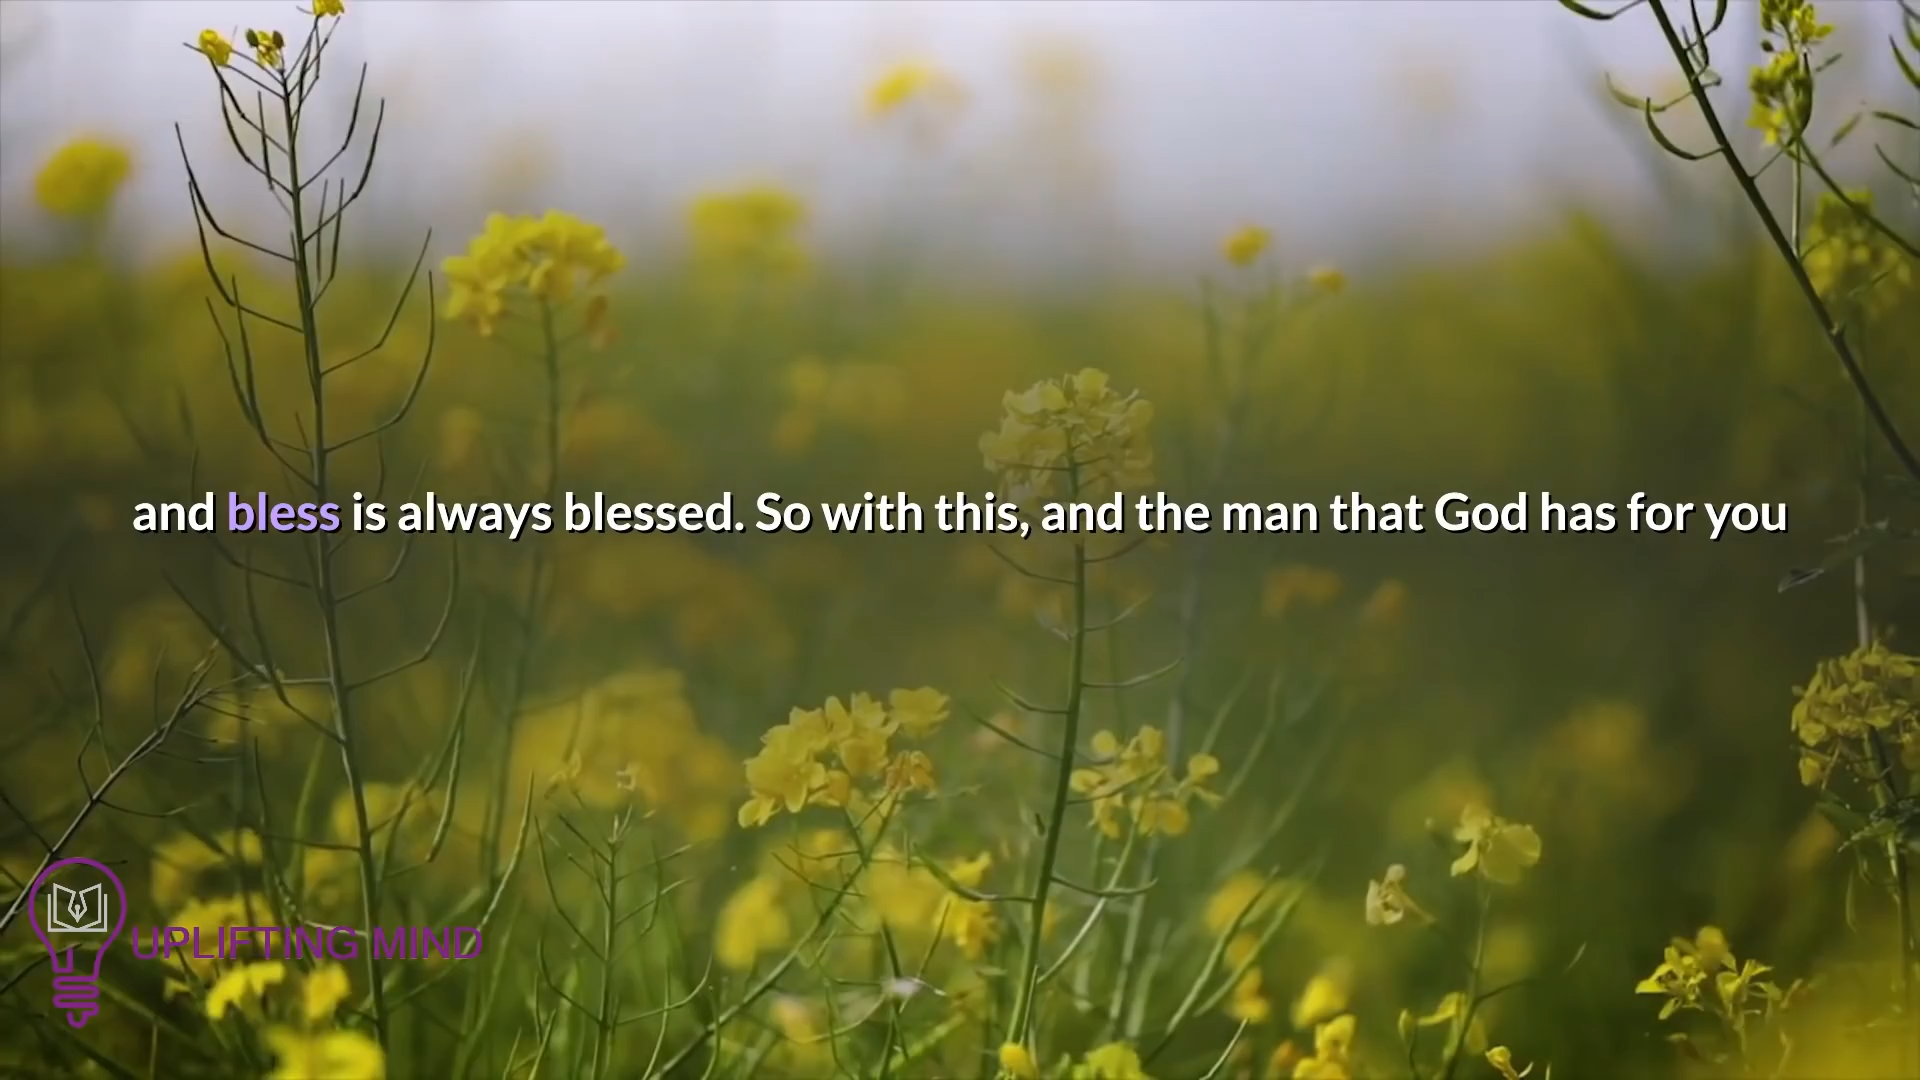 and bless is always blessed. So with this, and the man that God has for you
UPLIFTING MIND